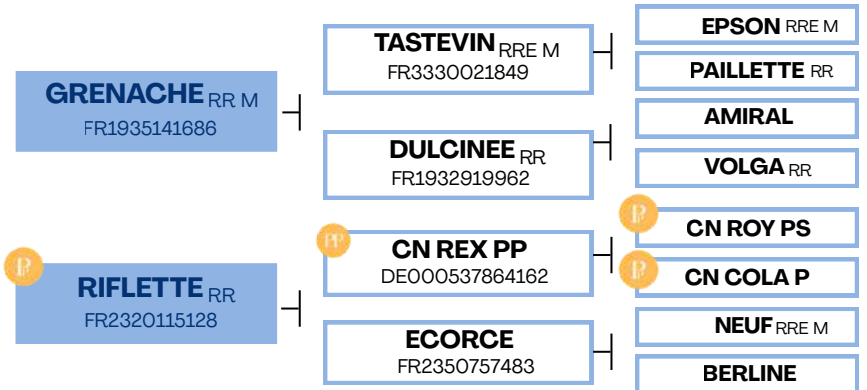 GRENACHE RR M
FR1935141686
TASTEVIN RRE M
FR3330021849
EPSON RRE M
PAILLETTE RR
DULCINEE RR
FR1932919962
AMIRAL
VOLGA RR
P
RIFLETTE RR
FR2320115128
PP
CN REX PP
DE000537864162
P
CN ROY PS
P
CN COLA P
ECORCE
FR2350757483
NEUF RRE M
BERLINE